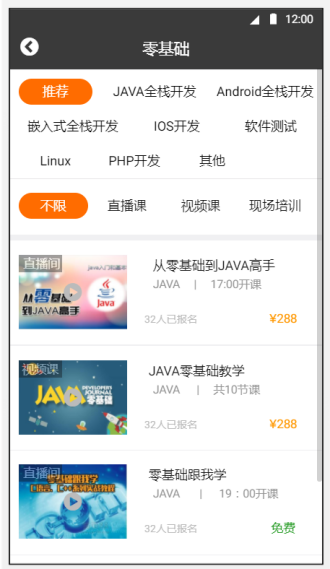 12:00
零基础
推荐 JAVA全栈开发 Android全栈开发
嵌入式全栈开发 IOS开发 软件测试
Linux PHP开发 其他
不限 直播课 视频课 现场培训
直播间
从零基础到JAVA高手
JAVA | 17:00开课
从零基础
到JAVA高手
Java
32人已报名 ¥288
视频课
JAVA零基础教学
JAVA | 共10节课
JAVA
DEVELOPERS
JOURNAL
零基础
32人已报名 ¥288
直播间
零基础跟我学
JAVA | 19：00开课
零基础跟我学
32人已报名 免费